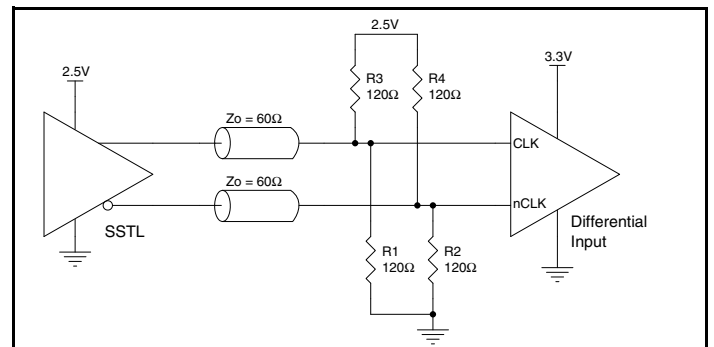 2.5V
2.5V
3.3V
R3
120Ω
R4
120Ω
Zo = 60Ω
CLK
Zo = 60Ω
nCLK
SSTL
Differential
Input
R1
120Ω
R2
120Ω